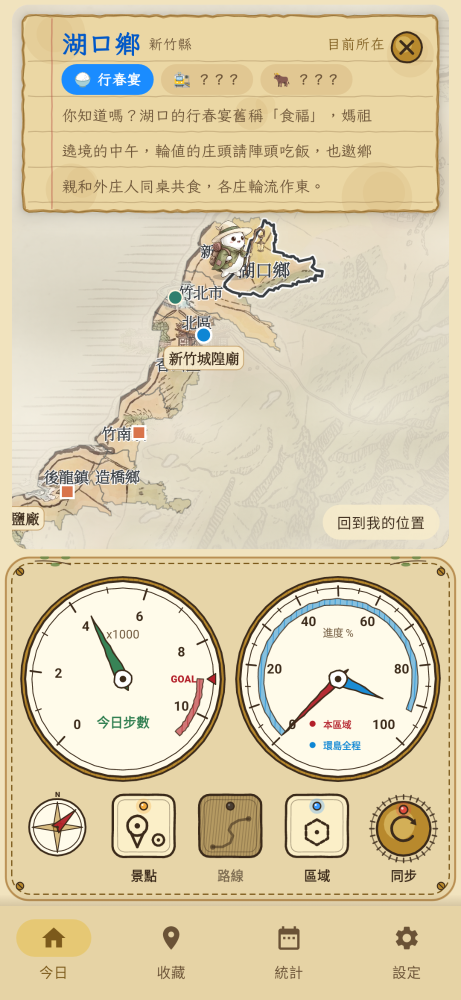 湖口鄉 新竹縣 目前所在
行春宴 ？？？ ？？？
你知道嗎？湖口的行春宴舊稱「食福」，媽祖
遶境的中午，輪值的庄頭請陣頭吃飯，也邀鄉
親和外庄人同桌共食，各庄輪流作東。
新
湖口鄉
竹北市
北區
新竹城隍廟
竹南
後龍鎮 造橋鄉
鹽廠
回到我的位置
0 2 4 6 8 10
x1000
GOAL
今日步數
0 20 40 60 80 100
進度 %
本區域
環島全程
N
景點 路線 區域 同步
今日 收藏 統計 設定